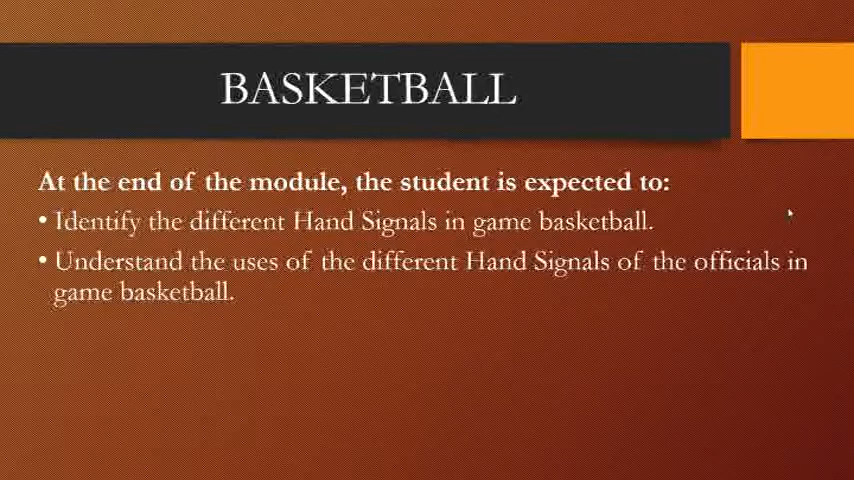 BASKETBALL
At the end of the module, the student is expected to:
• Identify the different Hand Signals in game basketball.
• Understand the uses of the different Hand Signals of the officials in
game basketball.